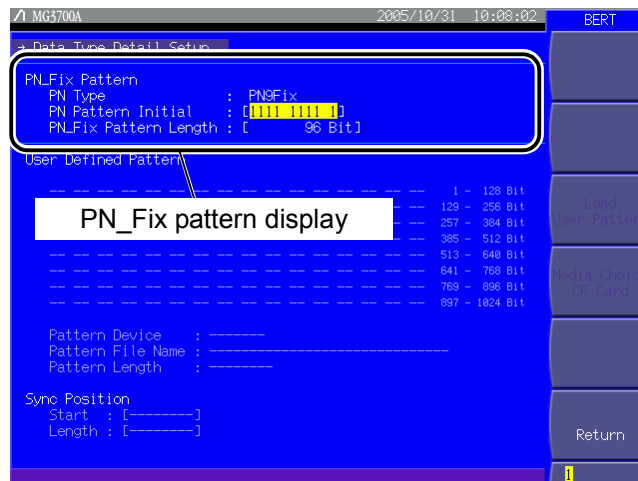 MG3700A 2005/10/31 10:08:02 BERT
→ Data Type Detail Setup
PN_Fix Pattern
PN Type : PN9Fix
PN Pattern Initial : [1111 1111 1]
PN_Fix Pattern Length : [ 96 Bit]
User Defined Pattern
-- -- -- -- -- -- -- -- -- -- -- -- -- -- -- -- 1 - 128 Bit
129 - 256 Bit
257 - 384 Bit
385 - 512 Bit
-- -- -- -- -- -- -- -- -- -- -- -- -- -- -- -- 513 - 640 Bit
-- -- -- -- -- -- -- -- -- -- -- -- -- -- -- -- 641 - 768 Bit
-- -- -- -- -- -- -- -- -- -- -- -- -- -- -- -- 769 - 896 Bit
-- -- -- -- -- -- -- -- -- -- -- -- -- -- -- -- 897 - 1024 Bit
PN_Fix pattern display
Load
User Patter
Media Choic
CF Card
Pattern Device : -------
Pattern File Name : ------------------------------
Pattern Length : --------
Sync Position
Start : [--------]
Length : [--------]
Return
1